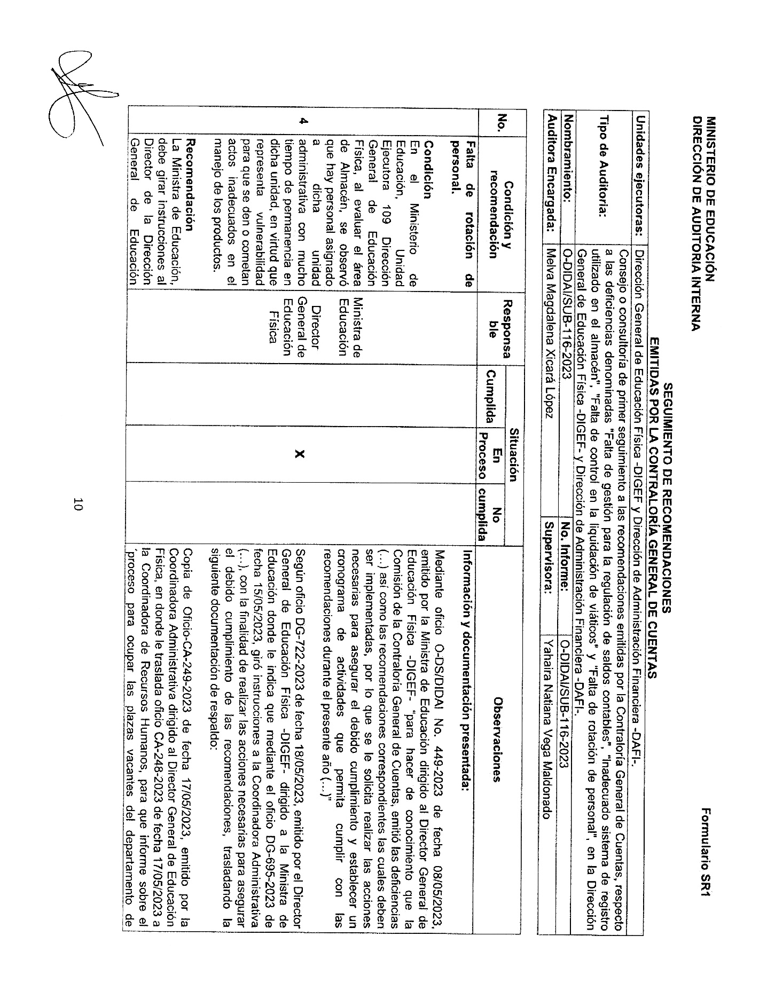 MINISTERIO DE EDUCACIÓN
DIRECCIÓN DE AUDITORIA INTERNA
Formulario SR1
SEGUIMIENTO DE RECOMENDACIONES
EMITIDAS POR LA CONTRALORÍA GENERAL DE CUENTAS
Unidades ejecutoras:
Dirección General de Educación Física -DIGEF y Dirección de Administración Financiera -DAFI-.
Tipo de Auditoria:
Consejo o consultoría de primer seguimiento a las recomendaciones emitidas por la Contraloría General de Cuentas, respecto
a las deficiencias denominadas "Falta de gestión para la regulación de saldos contables", "Inadecuado sistema de registro
utilizado en el almacén", "Falta de control en la liquidación de viáticos" y "Falta de rotación de personal", en la Dirección
General de Educación Física -DIGEF- y Dirección de Administración Financiera -DAFI-.
Nombramiento:
O-DIDAI/SUB-116-2023
No. Informe:
O-DIDAI/SUB-116-2023
Auditora Encargada:
Melva Magdalena Xicará López
Supervisora:
Yahaira Natiana Vega Maldonado
No.
Condición y
recomendación
Responsa
ble
Situación
Cumplida
En
Proceso
No
cumplida
Observaciones
4
Falta de rotación de
personal.
Condición
En el Ministerio de
Educación, Unidad
Ejecutora 109 Dirección
General de Educación
Física, al evaluar el área
de Almacén, se observó
que hay personal asignado
a dicha unidad
administrativa con mucho
tiempo de permanencia en
dicha unidad, en virtud que
representa vulnerabilidad
para que se den o cometan
actos inadecuados en el
manejo de los productos.
Recomendación
La Ministra de Educación,
debe girar instrucciones al
Director de la Dirección
General de Educación
Ministra de
Educación
Director
General de
Educación
Física
X
Información y documentación presentada:
Mediante oficio O-DS/DIDAI No. 449-2023 de fecha 08/05/2023,
emitido por la Ministra de Educación dirigido al Director General de
Educación Física -DIGEF- "para hacer de conocimiento que la
Comisión de la Contraloría General de Cuentas, emitió las deficiencias
(...) así como las recomendaciones correspondientes las cuales deben
ser implementadas, por lo que se le solicita realizar las acciones
necesarias para asegurar el debido cumplimiento y establecer un
cronograma de actividades que permita cumplir con las
recomendaciones durante el presente año (...)"
Según oficio DG-722-2023 de fecha 18/05/2023, emitido por el Director
General de Educación Física -DIGEF- dirigido a la Ministra de
Educación donde le indica que mediante el oficio DG-695-2023 de
fecha 15/05/2023, giró instrucciones a la Coordinadora Administrativa
(...), con la finalidad de realizar las acciones necesarias para asegurar
el debido cumplimiento de las recomendaciones, trasladando la
siguiente documentación de respaldo:
Copia de Oficio-CA-249-2023 de fecha 17/05/2023, emitido por la
Coordinadora Administrativa dirigido al Director General de Educación
Física, en donde le traslada oficio CA-248-2023 de fecha 17/05/2023 a
la Coordinadora de Recursos Humanos, para que informe sobre el
proceso para ocupar las plazas vacantes del departamento de
10